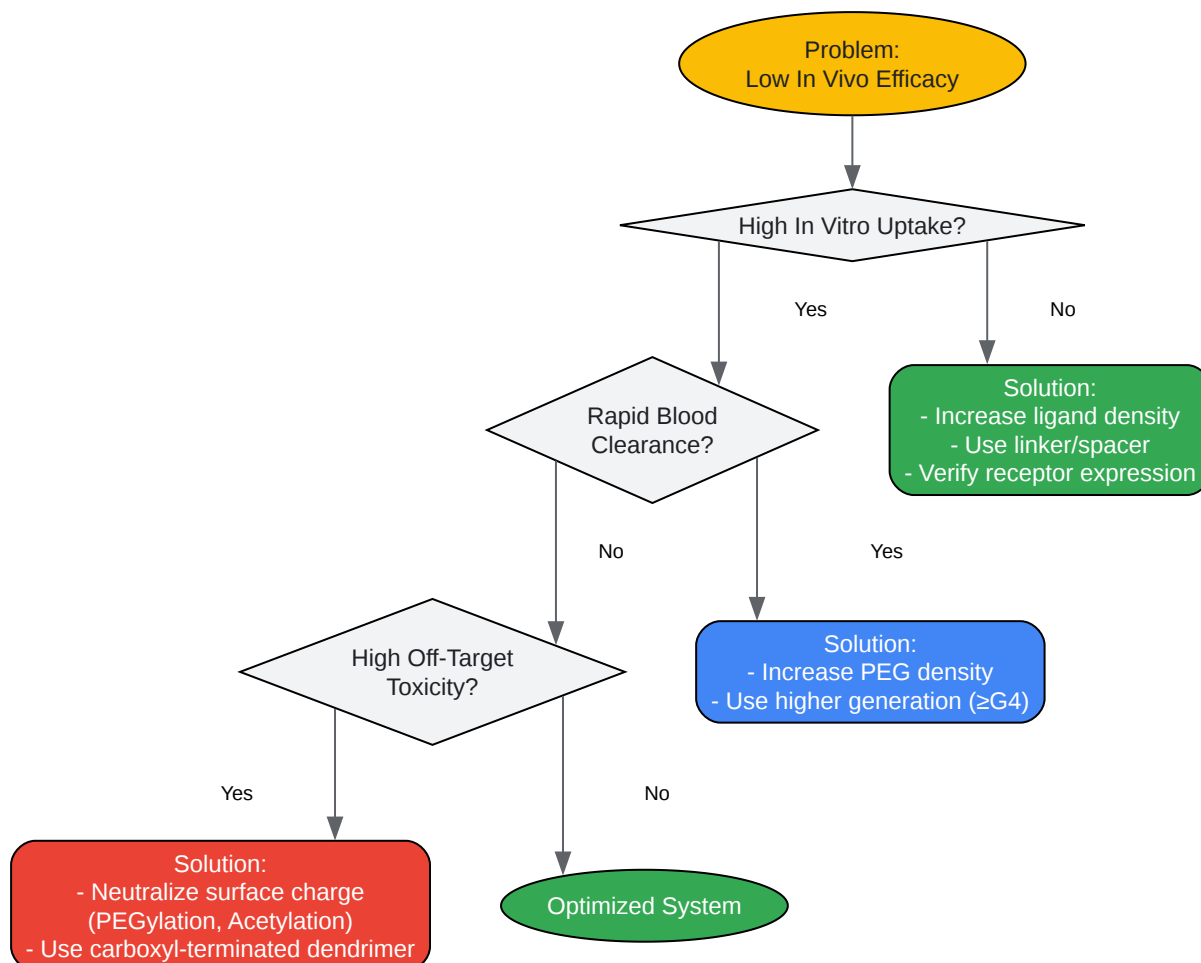 Problem:
Low In Vivo Efficacy
High In Vitro Uptake?
Yes
No
Solution:
- Increase ligand density
- Use linker/spacer
- Verify receptor expression
Rapid Blood
Clearance?
No
Yes
Solution:
- Increase PEG density
- Use higher generation (≥G4)
High Off-Target
Toxicity?
Yes
No
Solution:
- Neutralize surface charge
(PEGylation, Acetylation)
- Use carboxyl-terminated dendrimer
Optimized System